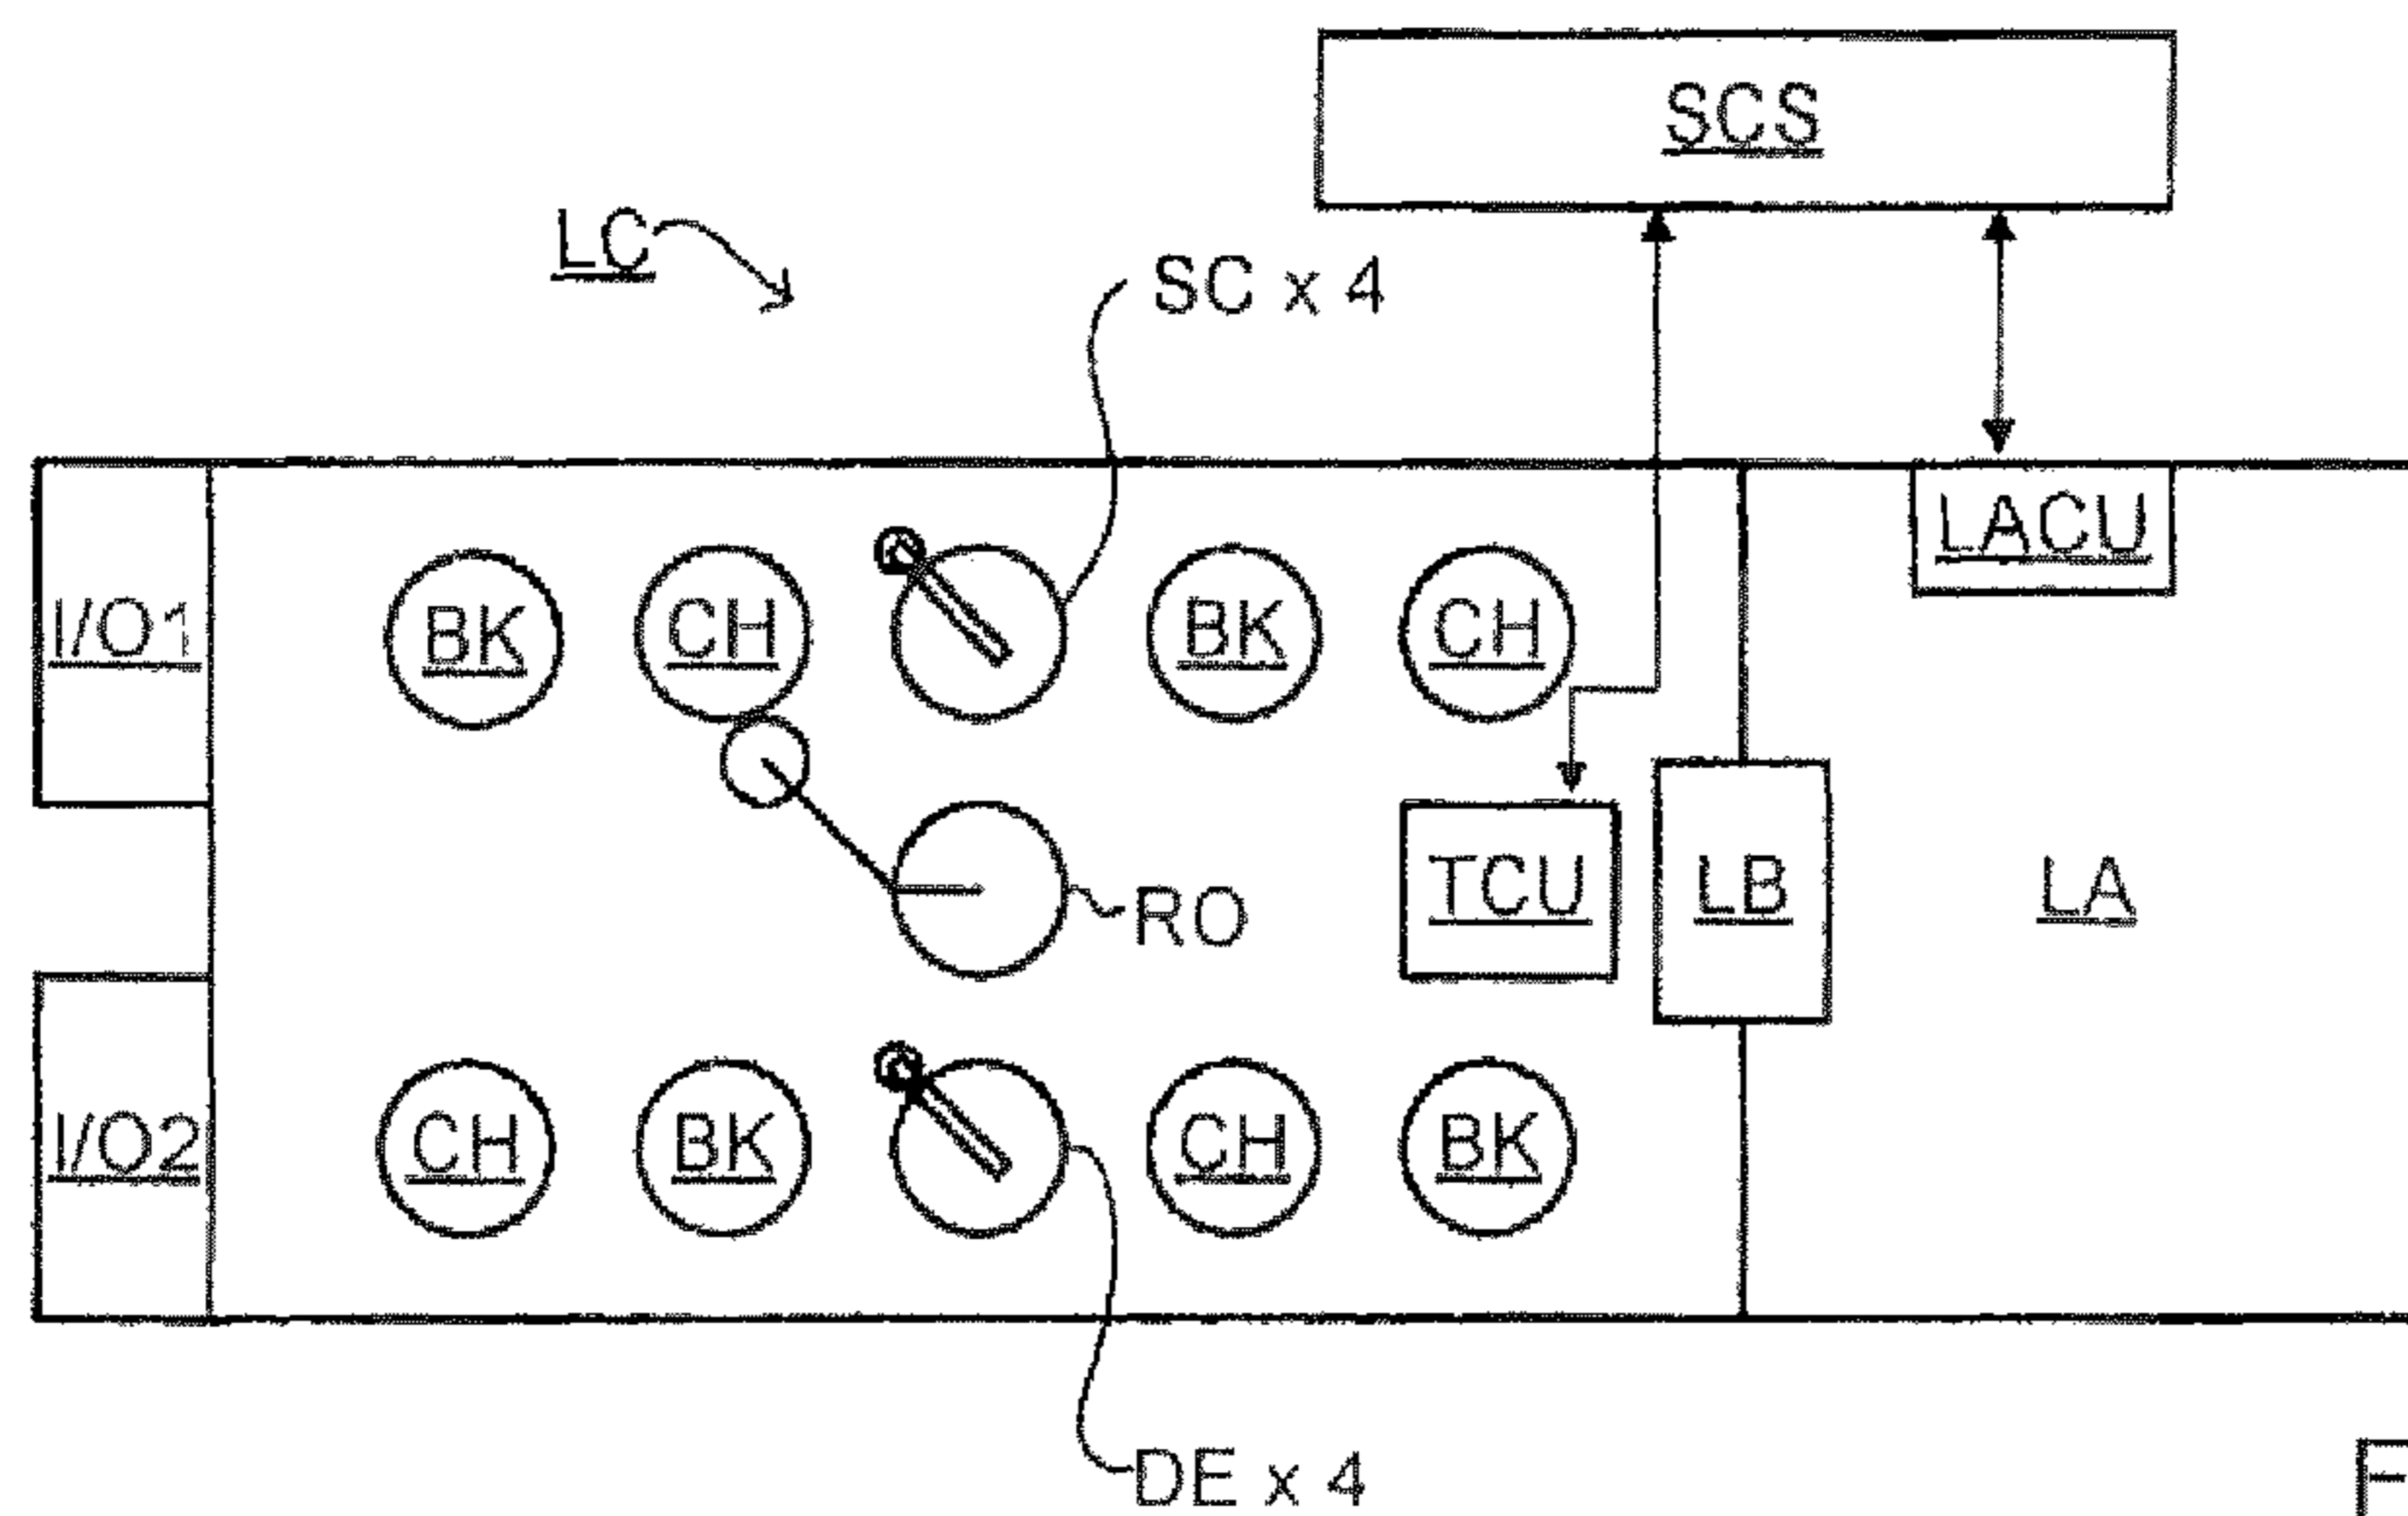 SCS
LC
SC x 4
LACU
I/O1
BK
CH
BK
CH
TCU
LB
LA
RO
I/O2
CH
BK
CH
BK
DE x 4
F